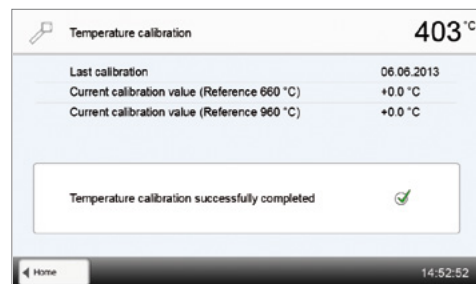 Temperature calibration 403 °C
Last calibration 06.06.2013
Current calibration value (Reference 660 °C) +0.0 °C
Current calibration value (Reference 960 °C) +0.0 °C
Temperature calibration successfully completed
Home 14:52:52